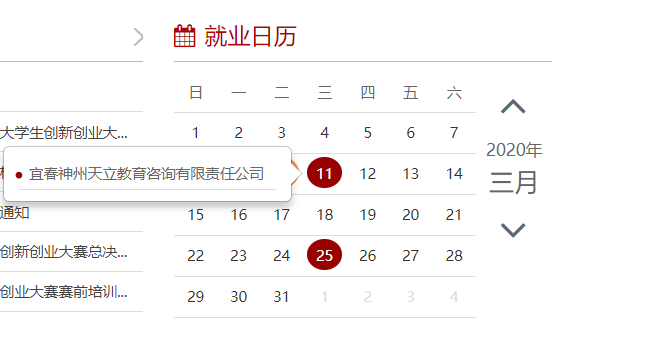 就业日历
日 一 二 三 四 五 六
1 2 3 4 5 6 7
11 12 13 14
15 16 17 18 19 20 21
22 23 24 25 26 27 28
29 30 31 1 2 3 4
2020年
三月
大学生创新创业大...
宜春神州天立教育咨询有限责任公司
通知
创新创业大赛总决...
创业大赛赛前培训...